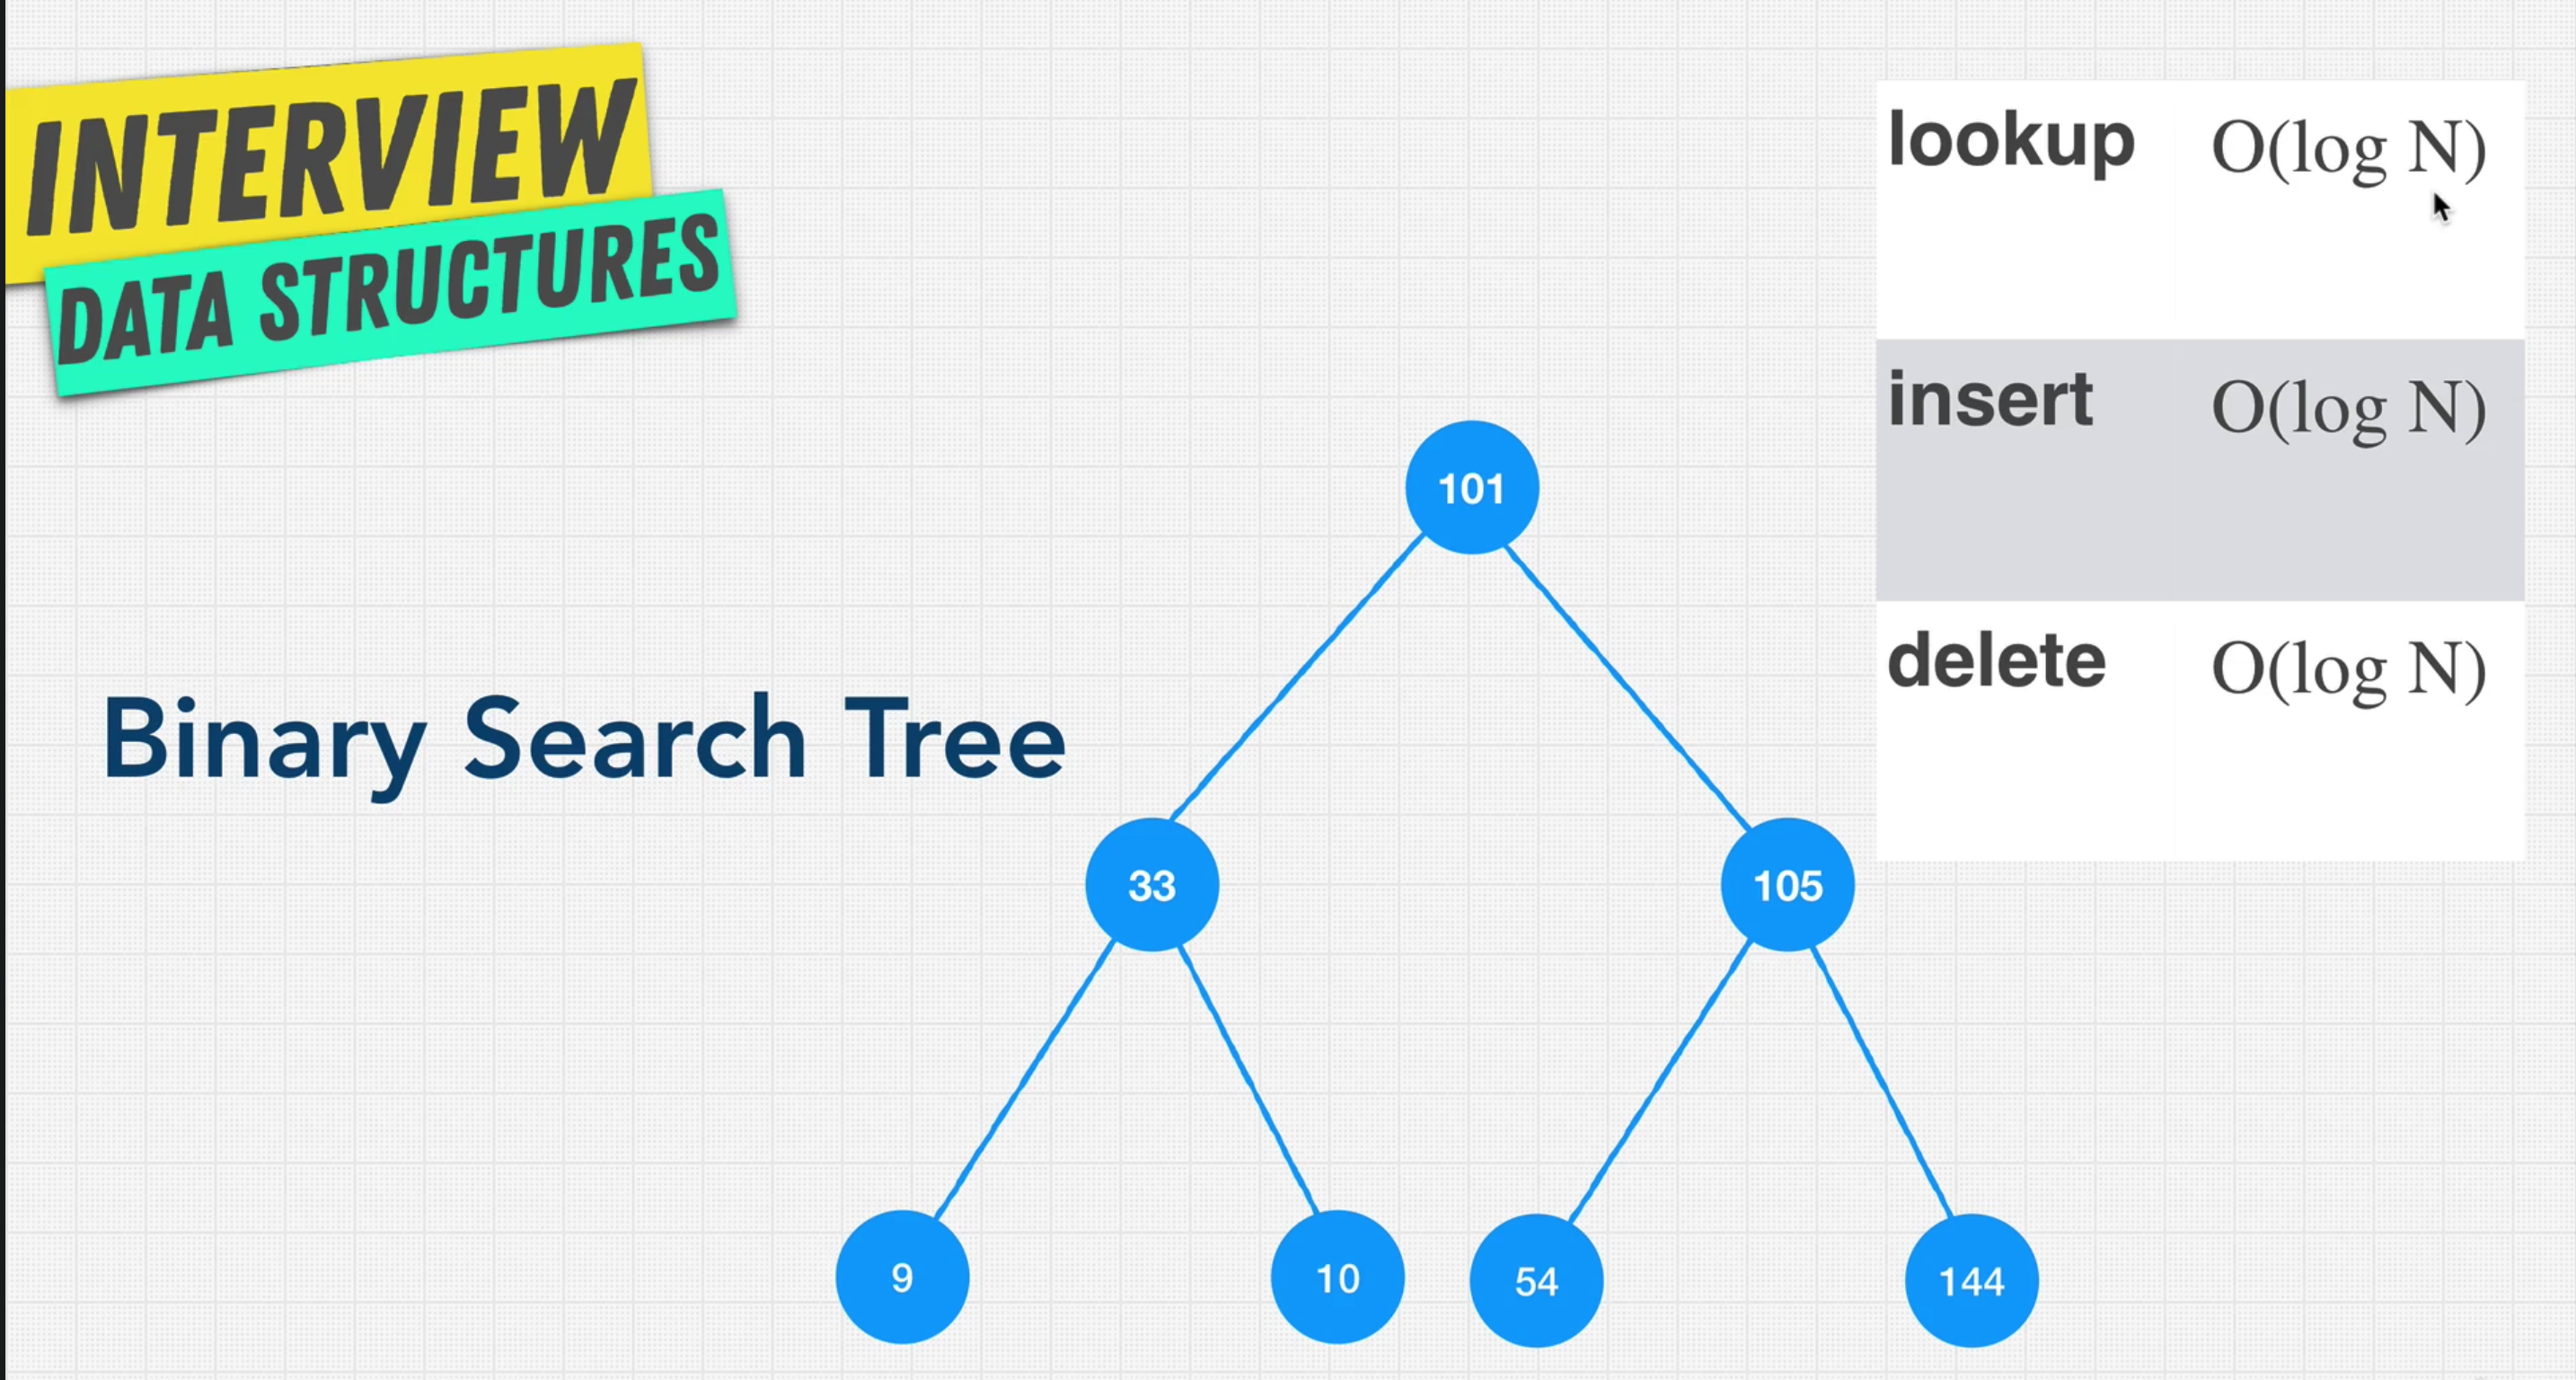 INTERVIEW
DATA STRUCTURES
lookup O(log N)
insert O(log N)
delete O(log N)
Binary Search Tree
101
33 105
9 10 54 144